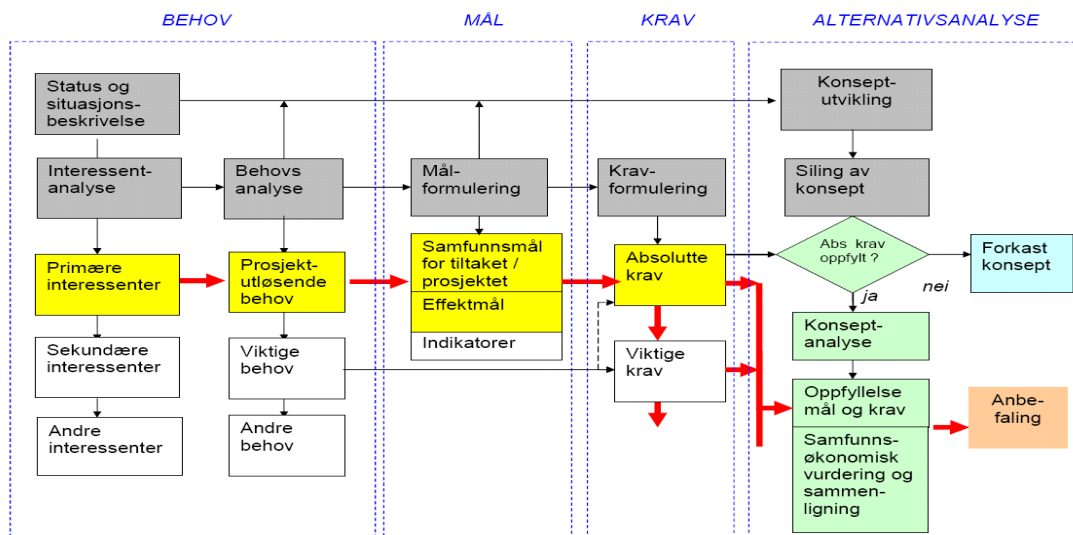 BEHOV
MÅL
KRAV
ALTERNATIVSANALYSE
Status og
situasjons-
beskrivelse
Interessent-
analyse
Primære
interessenter
Sekundære
interessenter
Andre
interessenter
Behovs
analyse
Prosjekt-
utløsende
behov
Viktige
behov
Andre
behov
Mål-
formulering
Samfunnsmål
for tiltaket /
prosjektet
Effektmål
Indikatorer
Krav-
formulering
Absolutte
krav
Viktige
krav
Konsept-
utvikling
Siling av
konsept
Abs krav
oppfylt ?
nei
Forkast
konsept
ja
Konsept-
analyse
Oppfyllelse
mål og krav
Samfunns-
økonomisk
vurdering og
sammen-
ligning
Anbe-
faling